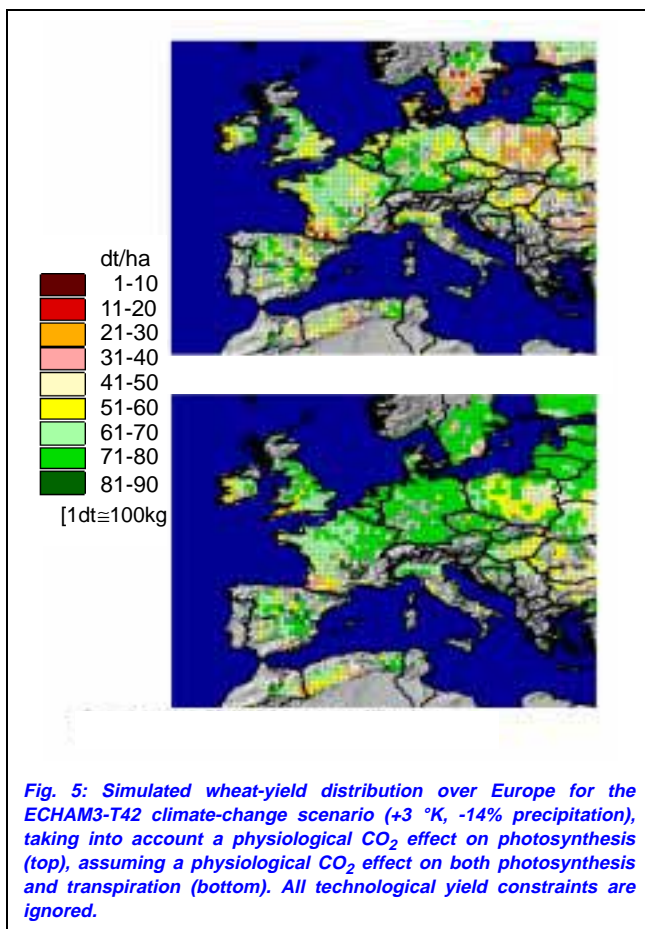 dt/ha
1-10
11-20
21-30
31-40
41-50
51-60
61-70
71-80
81-90
[1dt≅100kg
Fig. 5: Simulated wheat-yield distribution over Europe for the
ECHAM3-T42 climate-change scenario (+3 °K, -14% precipitation),
taking into account a physiological CO₂ effect on photosynthesis
(top), assuming a physiological CO₂ effect on both photosynthesis
and transpiration (bottom). All technological yield constraints are
ignored.